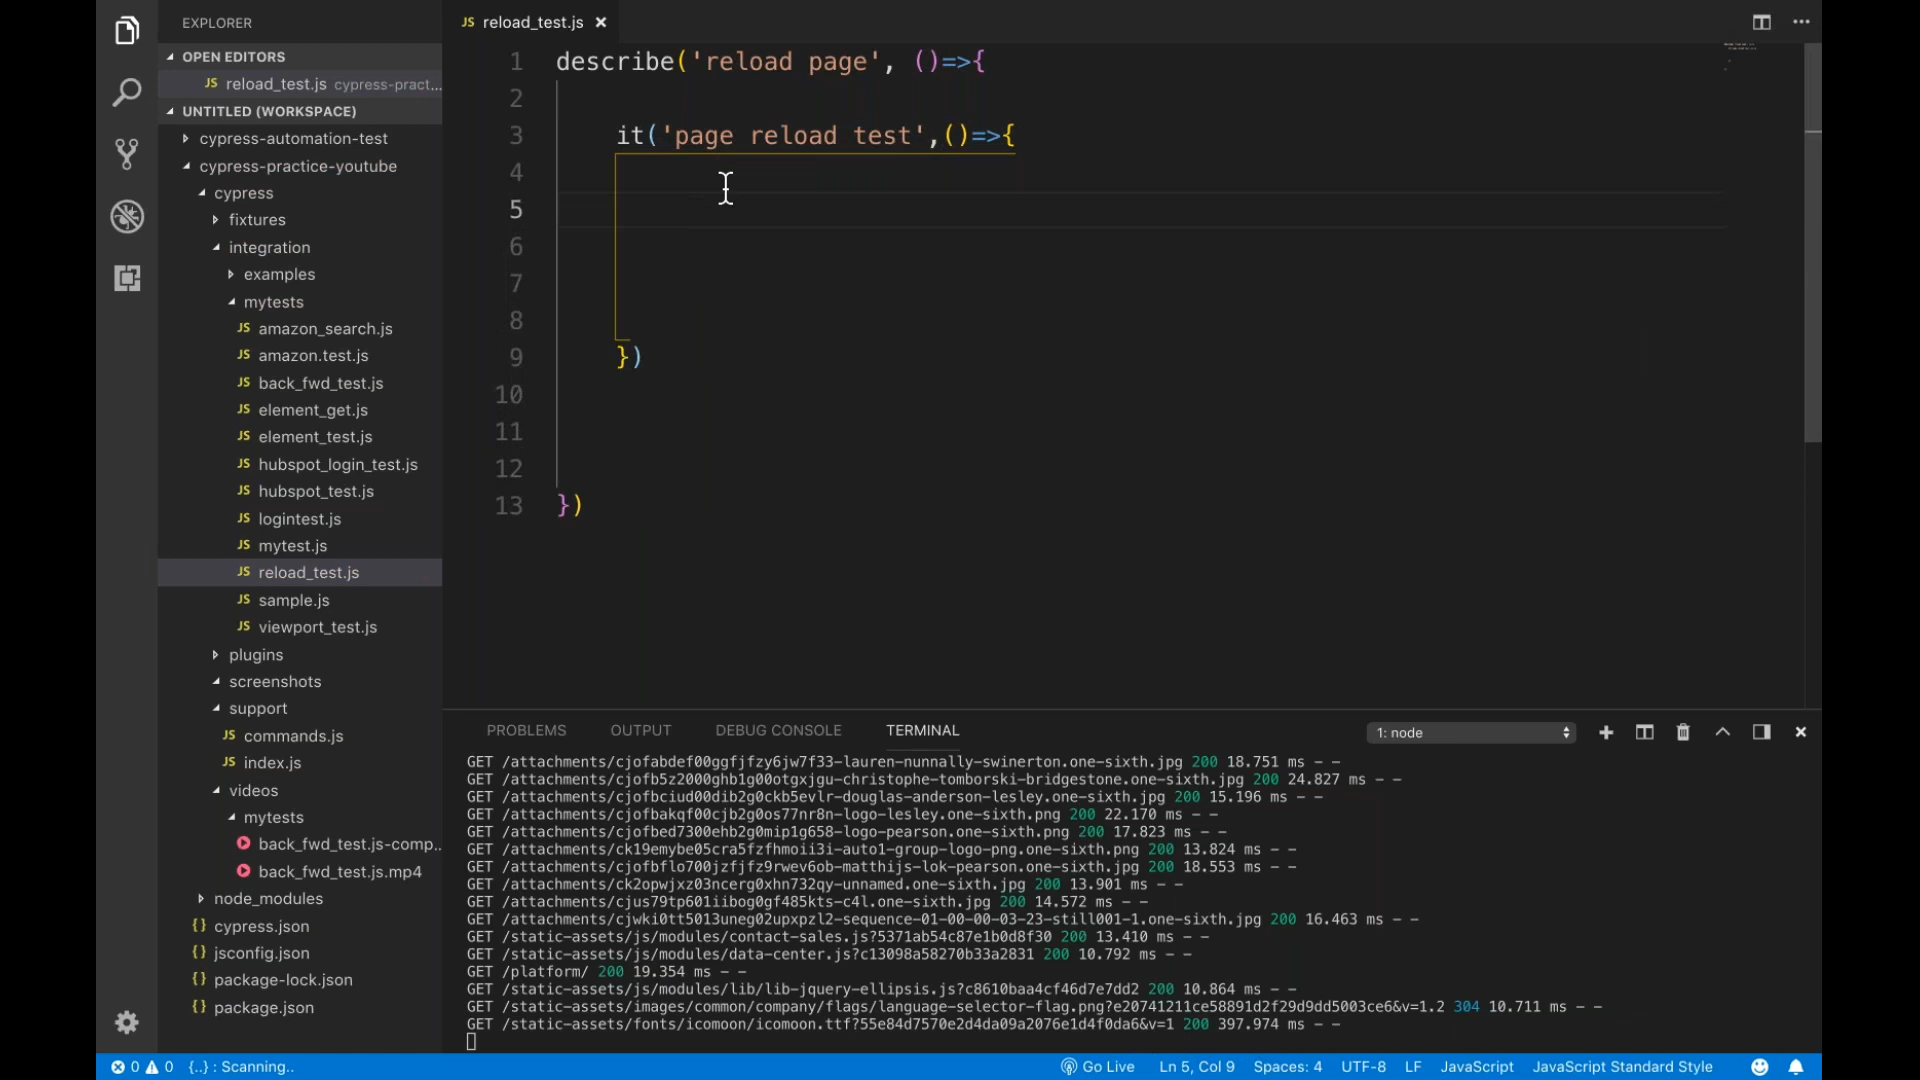 EXPLORER
OPEN EDITORS
JS reload_test.js cypress-pract...
UNTITLED (WORKSPACE)
cypress-automation-test
cypress-practice-youtube
cypress
fixtures
integration
examples
mytests
JS amazon_search.js
JS amazon.test.js
JS back_fwd_test.js
JS element_get.js
JS element_test.js
JS hubspot_login_test.js
JS hubspot_test.js
JS logintest.js
JS mytest.js
JS reload_test.js
JS sample.js
JS viewport_test.js
plugins
screenshots
support
JS commands.js
JS index.js
videos
mytests
back_fwd_test.js-comp...
back_fwd_test.js.mp4
node_modules
{} cypress.json
{} jsconfig.json
{} package-lock.json
{} package.json
JS reload_test.js
1 describe('reload page', ()=>{
2
3 it('page reload test',()=>{
4
5
6
7
8
9 })
10
11
12
13 })
PROBLEMS OUTPUT DEBUG CONSOLE TERMINAL 1: node
GET /attachments/cjofabdef00ggfjfzy6jw7f33-lauren-nunnally-swinerton.one-sixth.jpg 200 18.751 ms - -
GET /attachments/cjofb5z2000ghb1g00otgxjgu-christophe-tomborski-bridgestone.one-sixth.jpg 200 24.827 ms - -
GET /attachments/cjofbciud00dib2g0ckb5evlr-douglas-anderson-lesley.one-sixth.jpg 200 15.196 ms - -
GET /attachments/cjofbakqf00cjb2g0os77nr8n-logo-lesley.one-sixth.png 200 22.170 ms - -
GET /attachments/cjofbed7300ehb2g0mip1g658-logo-pearson.one-sixth.png 200 17.823 ms - -
GET /attachments/ck19emybe05cra5fzfhmoii3i-auto1-group-logo-png.one-sixth.png 200 13.824 ms - -
GET /attachments/cjofbflo700jzfjfz9rwev6ob-matthijs-lok-pearson.one-sixth.jpg 200 18.553 ms - -
GET /attachments/ck2opwjxz03ncerg0xhn732qy-unnamed.one-sixth.jpg 200 13.901 ms - -
GET /attachments/cjus79tp601iibog0gf485kts-c4l.one-sixth.jpg 200 14.572 ms - -
GET /attachments/cjwki0tt5013uneg02upxpzl2-sequence-01-00-00-03-23-still001-1.one-sixth.jpg 200 16.463 ms - -
GET /static-assets/js/modules/contact-sales.js?5371ab54c87e1b0d8f30 200 13.410 ms - -
GET /static-assets/js/modules/data-center.js?c13098a58270b33a2831 200 10.792 ms - -
GET /platform/ 200 19.354 ms - -
GET /static-assets/js/modules/lib/lib-jquery-ellipsis.js?c8610baa4cf46d7e7dd2 200 10.864 ms - -
GET /static-assets/images/common/company/flags/language-selector-flag.png?e20741211ce58891d2f29d9dd5003ce6&v=1.2 304 10.711 ms - -
GET /static-assets/fonts/icomoon/icomoon.ttf?55e84d7570e2d4da09a2076e1d4f0da6&v=1 200 397.974 ms - -
0 0 {..} : Scanning.. Go Live Ln 5, Col 9 Spaces: 4 UTF-8 LF JavaScript JavaScript Standard Style